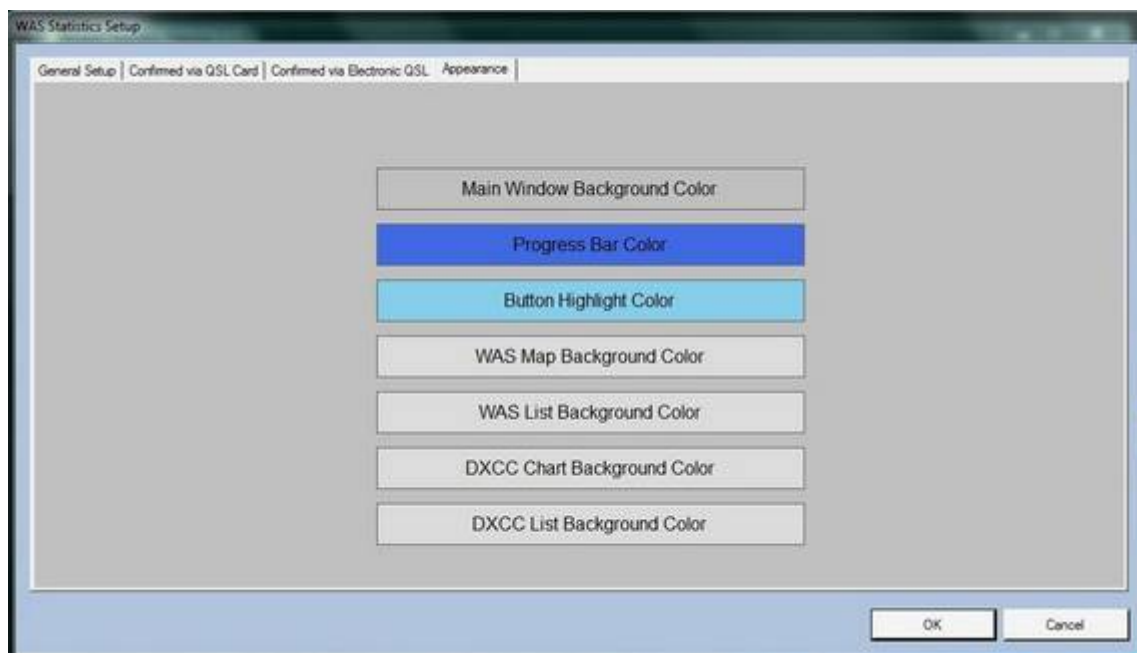 WAS Statistics Setup
General Setup
Confirmed via QSL Card
Confirmed via Electronic QSL
Appearance
Main Window Background Color
Progress Bar Color
Button Highlight Color
WAS Map Background Color
WAS List Background Color
DXCC Chart Background Color
DXCC List Background Color
OK
Cancel